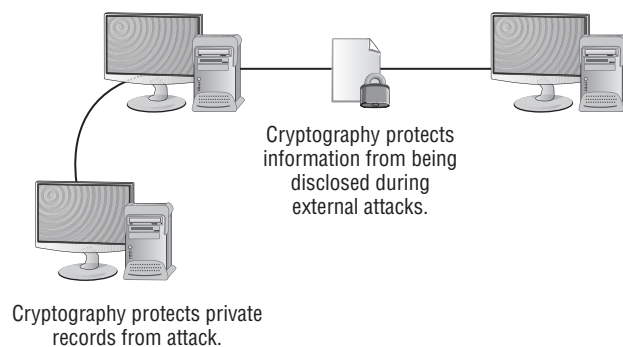 Cryptography protects
information from being
disclosed during
external attacks.
Cryptography protects private
records from attack.